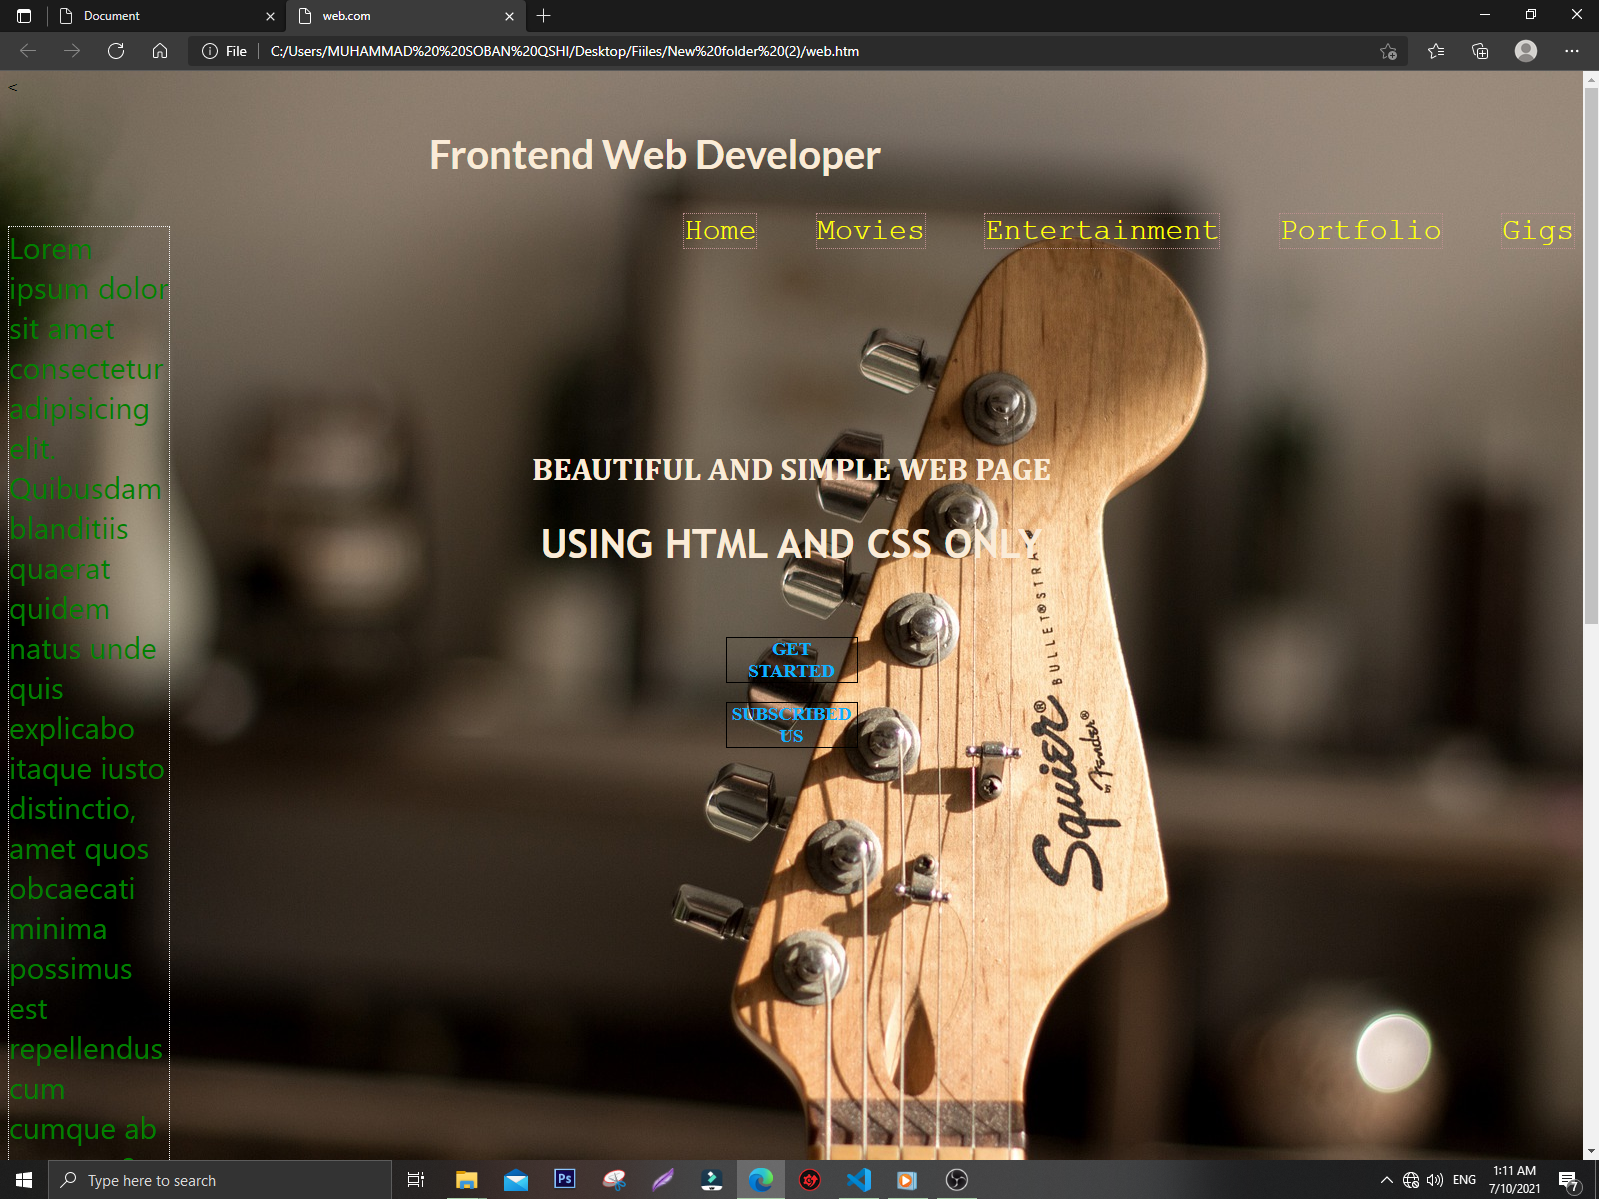 Document
web.com
File
C:/Users/MUHAMMAD%20%20SOBAN%20QSHI/Desktop/Fiiles/New%20folder%20(2)/web.htm
<
Frontend Web Developer
Home Movies Entertainment Portfolio Gigs
Lorem
ipsum dolor
sit amet
consectetur
adipisicing
elit.
Quibusdam
blanditiis
quaerat
quidem
natus unde
quis
explicabo
itaque iusto
distinctio,
amet quos
obcaecati
minima
possimus
est
repellendus
cum
cumque ab
BEAUTIFUL AND SIMPLE WEB PAGE
USING HTML AND CSS ONLY
GET
STARTED
SUBSCRIBED
US
BULLET®STRA
Squier®
by Fender®
Type here to search
Ps
ENG
1:11 AM
7/10/2021
7